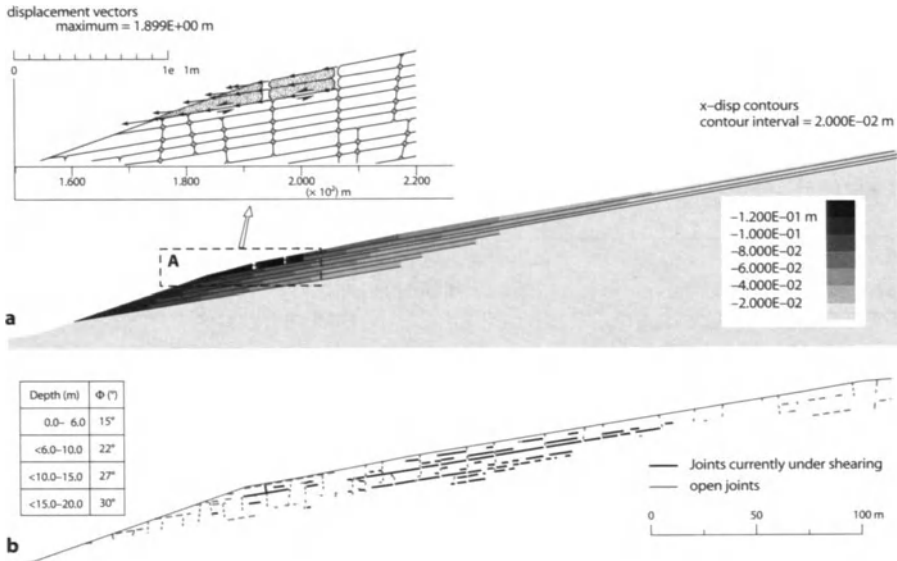 displacement vectors
maximum = 1.899E+00 m
0 1e 1m
1.600 1.800 2.000 2.200
(× 10²) m
x–disp contours
contour interval = 2.000E–02 m
A
–1.200E–01 m
–1.000E–01
–8.000E–02
–6.000E–02
–4.000E–02
–2.000E–02
a
Depth (m) Φ (°)
0.0– 6.0 15°
<6.0–10.0 22°
<10.0–15.0 27°
<15.0–20.0 30°
Joints currently under shearing
open joints
0 50 100 m
b